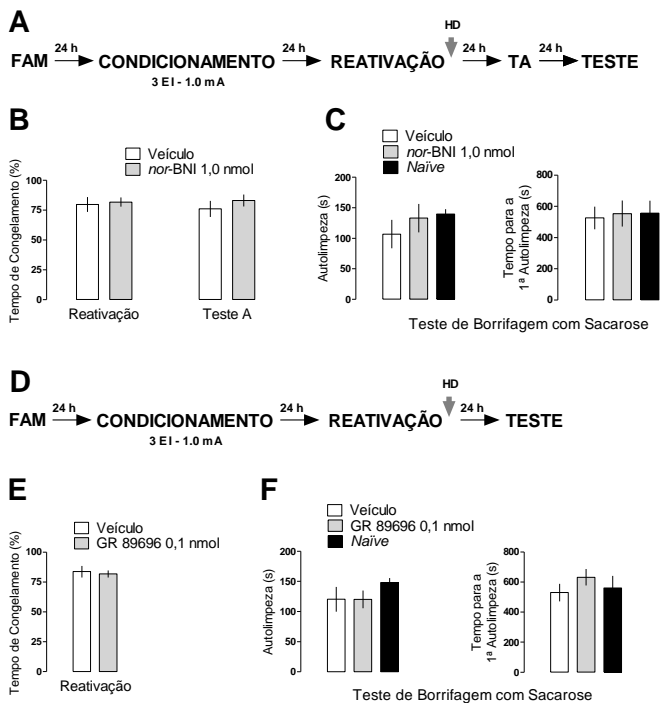 A
HD
FAM 24 h CONDICIONAMENTO 24 h REATIVAÇÃO 24 h TA 24 h TESTE
3 EI - 1.0 mA
B
Veículo
nor-BNI 1,0 nmol
Tempo de Congelamento (%)
100
75
50
25
0
Reativação Teste A
C
Veículo
nor-BNI 1,0 nmol
Naïve
Autolimpeza (s)
200
150
100
50
0
Tempo para a
1ª Autolimpeza (s)
800
600
400
200
0
Teste de Borrifagem com Sacarose
D
HD
FAM 24 h CONDICIONAMENTO 24 h REATIVAÇÃO 24 h TESTE
3 EI - 1.0 mA
E
Veículo
GR 89696 0,1 nmol
Tempo de Congelamento (%)
100
75
50
25
0
Reativação
F
Veículo
GR 89696 0,1 nmol
Naïve
Autolimpeza (s)
200
150
100
50
0
Tempo para a
1ª Autolimpeza (s)
800
600
400
200
0
Teste de Borrifagem com Sacarose